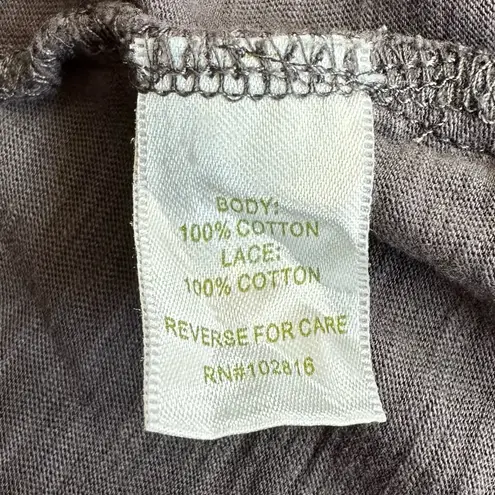 BODY:
100% COTTON
LACE:
100% COTTON
REVERSE FOR CARE
RN#102816